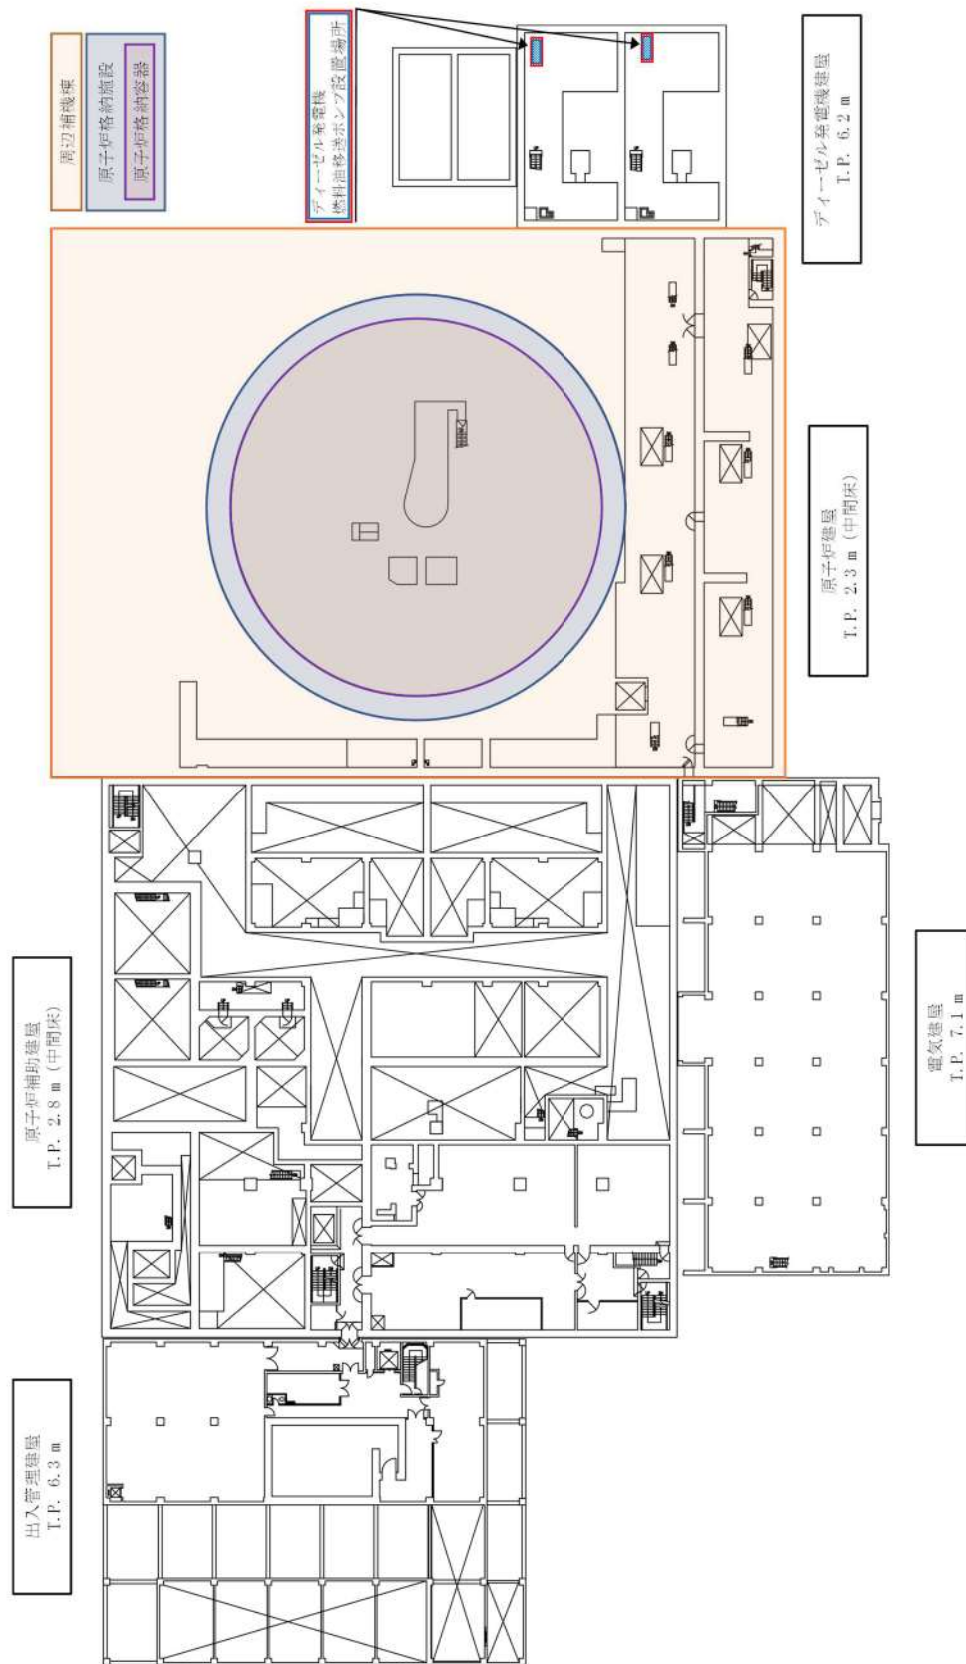 周辺補機棟
原子炉格納施設
原子炉格納容器
ディーゼル発電機
燃料油移送ポンプ設置場所
ディーゼル発電機建屋
T.P. 6.2 m
原子炉建屋
T.P. 2.3 m (中間床)
原子炉補助建屋
T.P. 2.8 m (中間床)
電気建屋
T.P. 7.1 m
出入管理建屋
T.P. 6.3 m